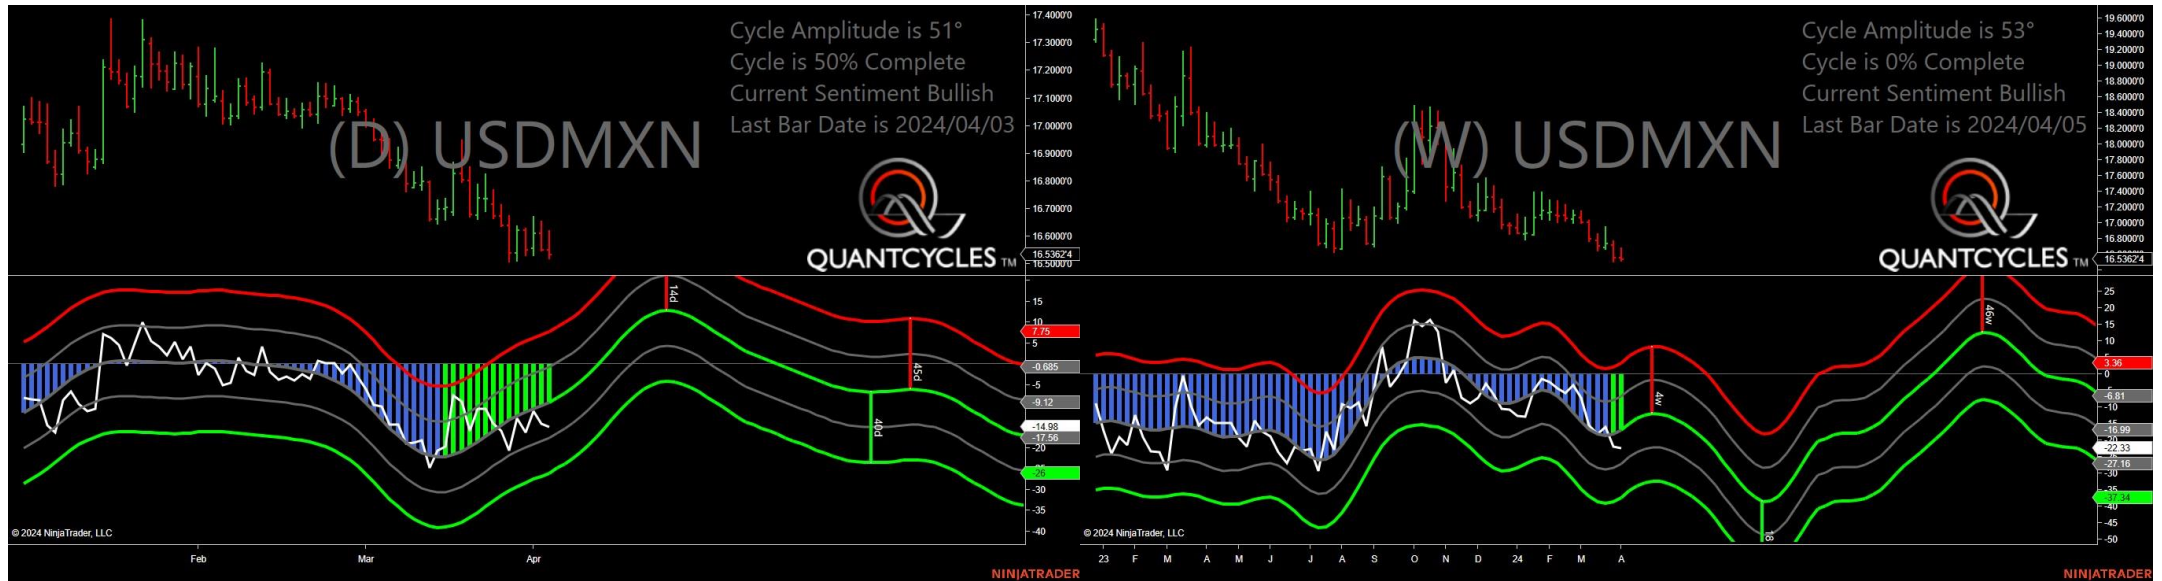 Cycle Amplitude is 51°
Cycle is 50% Complete
Current Sentiment Bullish
Last Bar Date is 2024/04/03
(D) USDMXN
QUANTCYCLES TM
17.4000'0
17.3000'0
17.2000'0
17.1000'0
17.0000'0
16.9000'0
16.8000'0
16.7000'0
16.6000'0
16.5362'4
16.5000'0
14d
45d
40d
15
10
7.75
5
-0.685
-5
-9.12
-14.98
-17.56
-20
-26
-30
-35
-40
© 2024 NinjaTrader, LLC
Feb
Mar
Apr
NINJATRADER
Cycle Amplitude is 53°
Cycle is 0% Complete
Current Sentiment Bullish
Last Bar Date is 2024/04/05
(W) USDMXN
QUANTCYCLES TM
19.6000'0
19.4000'0
19.2000'0
19.0000'0
18.8000'0
18.6000'0
18.4000'0
18.2000'0
18.0000'0
17.8000'0
17.6000'0
17.4000'0
17.2000'0
17.0000'0
16.8000'0
16.5362'4
4w
46w
18
25
20
15
10
3.36
0
-6.81
-10
-16.99
-22.33
-27.16
-30
-37.34
-40
-45
-50
© 2024 NinjaTrader, LLC
23 F M A M J J A S O N D 24 F M A
NINJATRADER